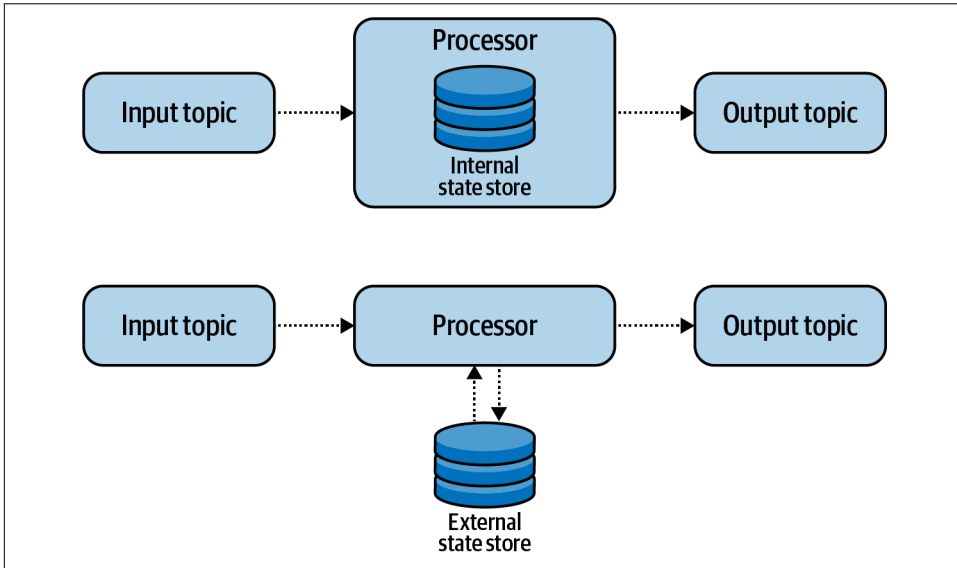 Processor
Input topic
Output topic
Internal
state store
Input topic
Processor
Output topic
External
state store